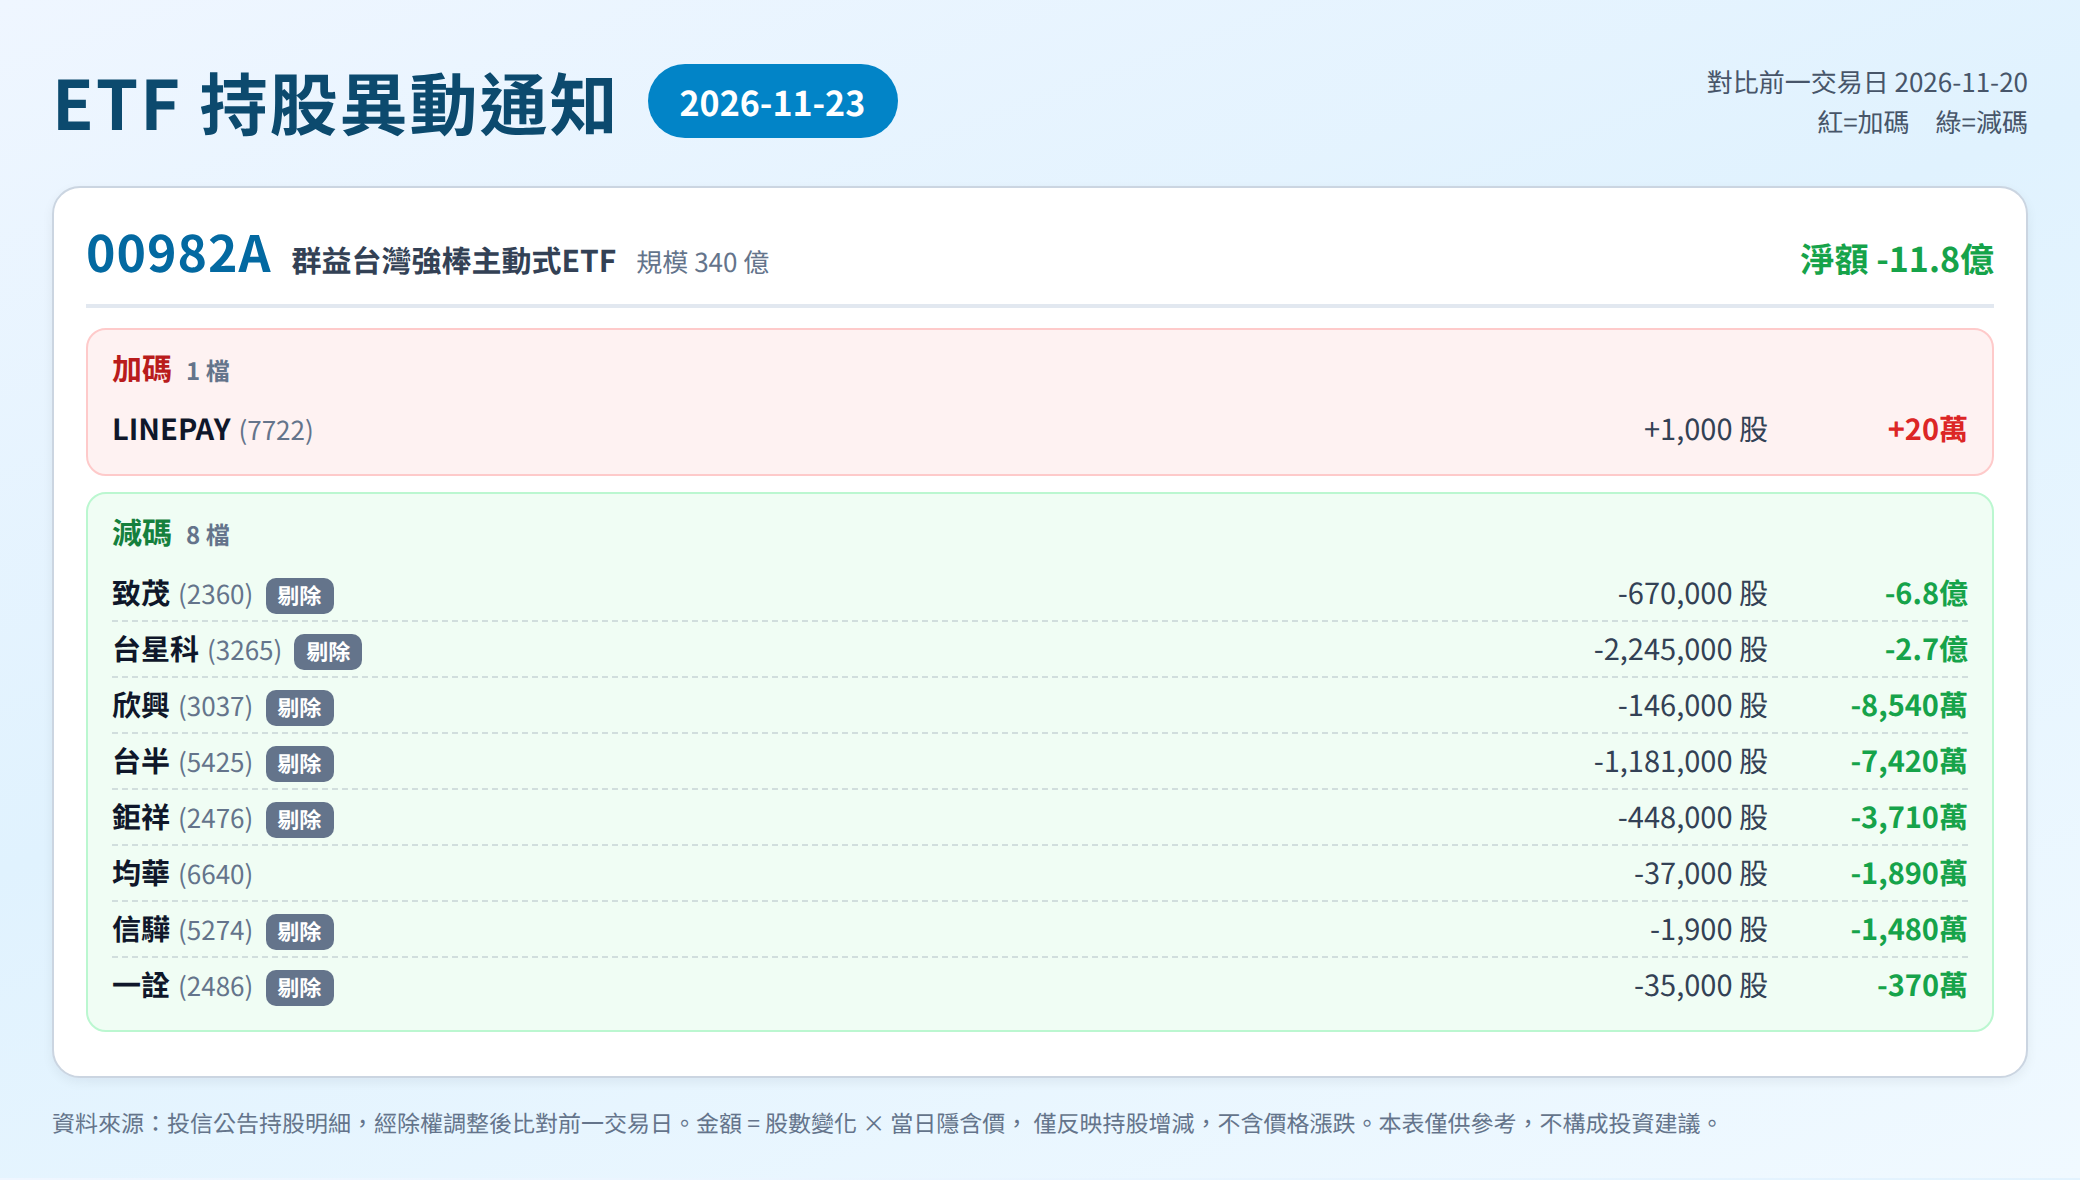 ETF 持股異動通知 2026-11-23
對比前一交易日 2026-11-20
紅=加碼 綠=減碼
00982A 群益台灣強棒主動式ETF 規模 340 億 淨額 -11.8億
加碼 1 檔
LINEPAY (7722) +1,000 股 +20萬
減碼 8 檔
致茂 (2360) 剔除 -670,000 股 -6.8億
台星科 (3265) 剔除 -2,245,000 股 -2.7億
欣興 (3037) 剔除 -146,000 股 -8,540萬
台半 (5425) 剔除 -1,181,000 股 -7,420萬
鉅祥 (2476) 剔除 -448,000 股 -3,710萬
均華 (6640) -37,000 股 -1,890萬
信驊 (5274) 剔除 -1,900 股 -1,480萬
一詮 (2486) 剔除 -35,000 股 -370萬
資料來源：投信公告持股明細，經除權調整後比對前一交易日。金額 = 股數變化 × 當日隱含價， 僅反映持股增減，不含價格漲跌。本表僅供參考，不構成投資建議。